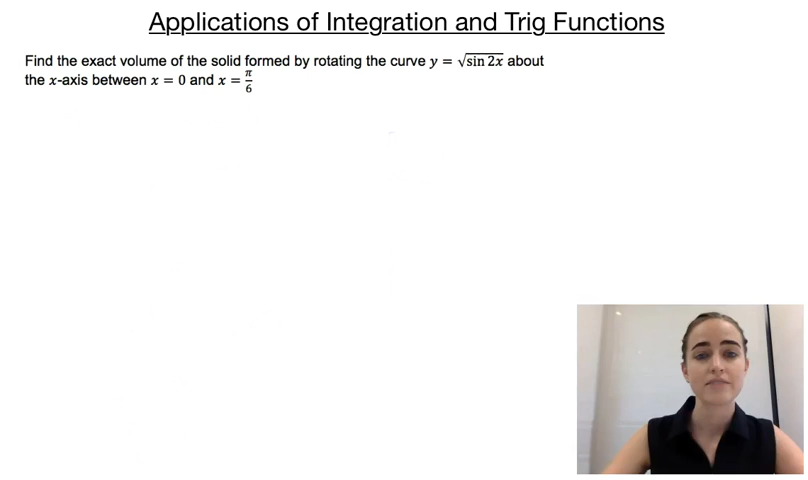 Applications of Integration and Trig Functions
Find the exact volume of the solid formed by rotating the curve y = √sin 2x about
the x-axis between x = 0 and x = π/6